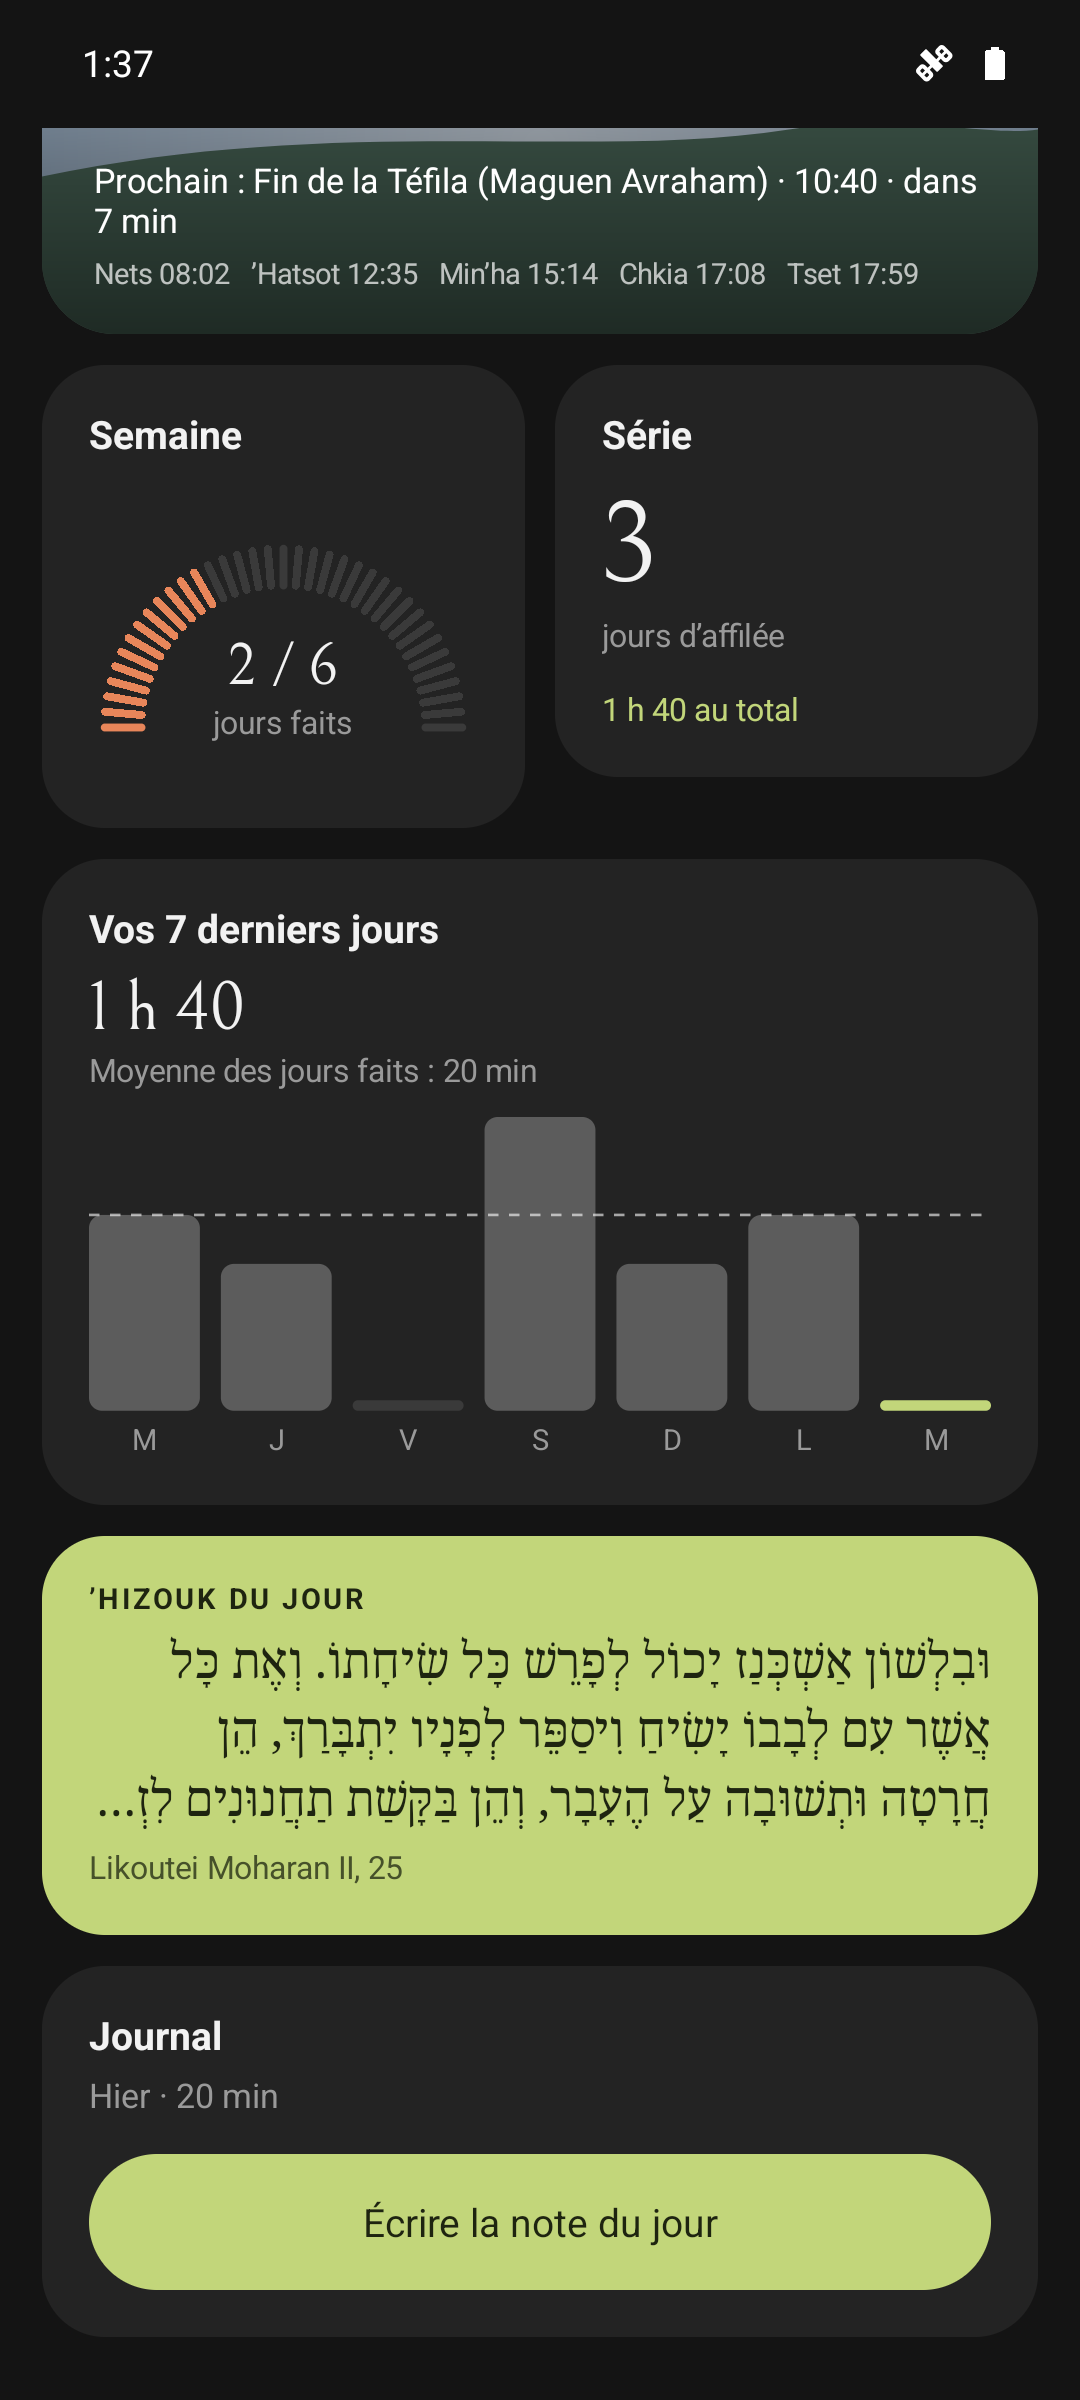 1:37
Prochain : Fin de la Téfila (Maguen Avraham) · 10:40 · dans
7 min
Nets 08:02 ’Hatsot 12:35 Min’ha 15:14 Chkia 17:08 Tset 17:59
Semaine
2 / 6
jours faits
Série
3
jours d’affilée
1 h 40 au total
Vos 7 derniers jours
1 h 40
Moyenne des jours faits : 20 min
M J V S D L M
’HIZOUK DU JOUR
וּבִלְשׁוֹן אַשְׁכְּנַז יָכוֹל לְפָרֵשׁ כָּל שִׂיחָתוֹ. וְאֶת כָּל
אֲשֶׁר עִם לְבָבוֹ יָשִׂיחַ וִיסַפֵּר לְפָנָיו יִתְבָּרַךְ, הֵן
חֲרָטָה וּתְשׁוּבָה עַל הֶעָבָר, וְהֵן בַּקָּשַׁת תַּחֲנוּנִים לִזְ...
Likoutei Moharan II, 25
Journal
Hier · 20 min
Écrire la note du jour